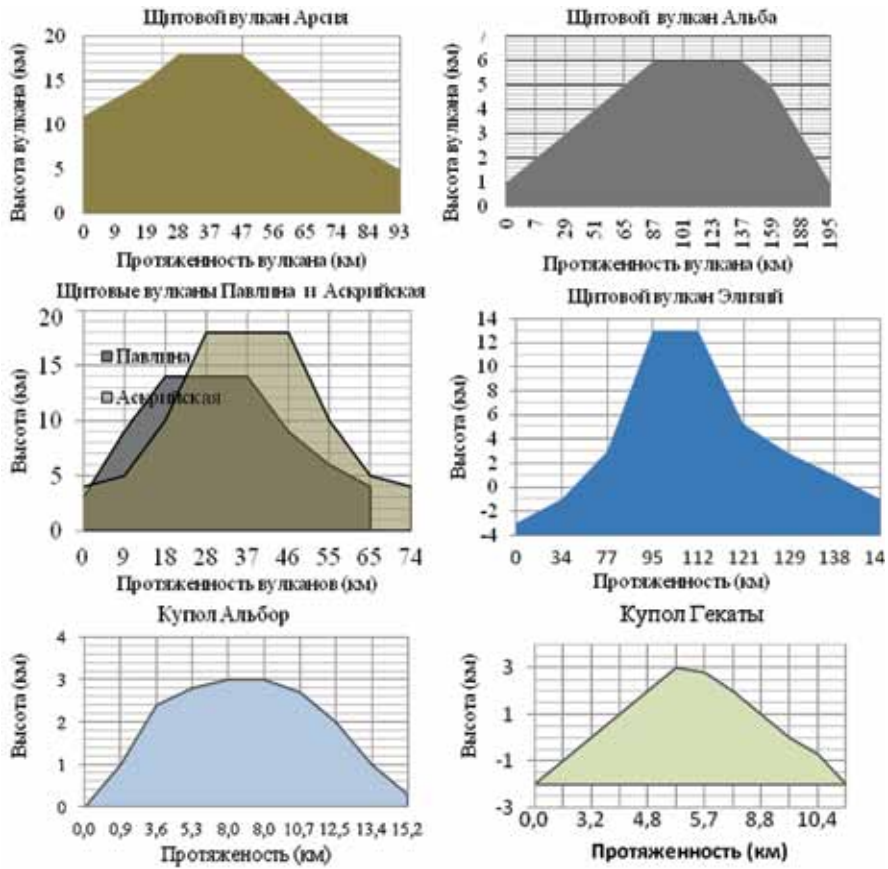 Щитовой вулкан Арсия
Высота вулкана (км)
20
15
10
5
0
0 9 19 28 37 47 56 65 74 84 93
Протяженность вулкана (км)
Щитовой вулкан Альба
Высота вулкана (км)
7
6
5
4
3
2
1
0
0 7 29 51 65 87 101 123 137 159 188 195
Протяженность вулкана (км)
Щитовые вулканы Павлина и Аскрийская
Высота (км)
20
15
10
5
0
Павлина
Аскрийская
0 9 18 28 37 46 55 65 74
Протяженность вулканов (км)
Щитовой вулкан Элизий
Высота (км)
14
12
10
8
6
4
2
0
-2
-4
0 34 77 95 112 121 129 138 14
Протяженность (км)
Купол Альбор
Высота (км)
4
3
2
1
0
0,0 0,9 3,6 5,3 8,0 8,0 10,7 12,5 13,4 15,2
Протяженость (км)
Купол Гекаты
Высота (км)
3
1
-1
-3
0,0 3,2 4,8 5,7 8,8 10,4
Протяженность (км)